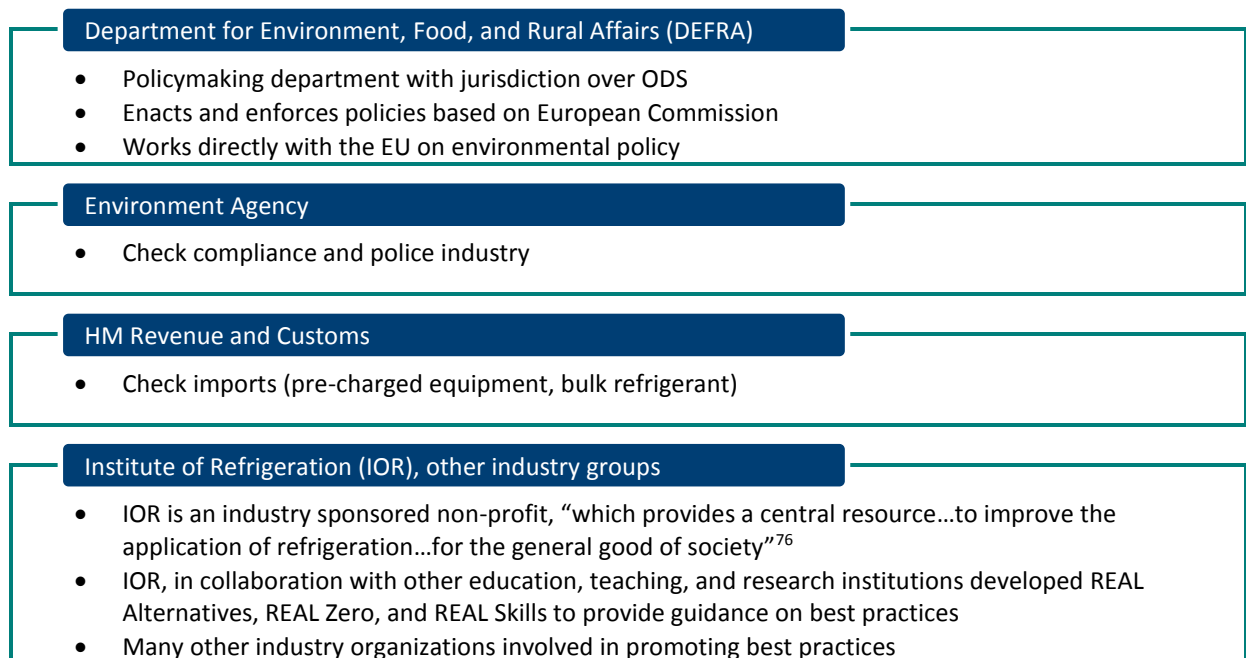 Department for Environment, Food, and Rural Affairs (DEFRA)
• Policymaking department with jurisdiction over ODS
• Enacts and enforces policies based on European Commission
• Works directly with the EU on environmental policy
Environment Agency
• Check compliance and police industry
HM Revenue and Customs
• Check imports (pre-charged equipment, bulk refrigerant)
Institute of Refrigeration (IOR), other industry groups
• IOR is an industry sponsored non-profit, “which provides a central resource…to improve the
application of refrigeration…for the general good of society”76
• IOR, in collaboration with other education, teaching, and research institutions developed REAL
Alternatives, REAL Zero, and REAL Skills to provide guidance on best practices
• Many other industry organizations involved in promoting best practices